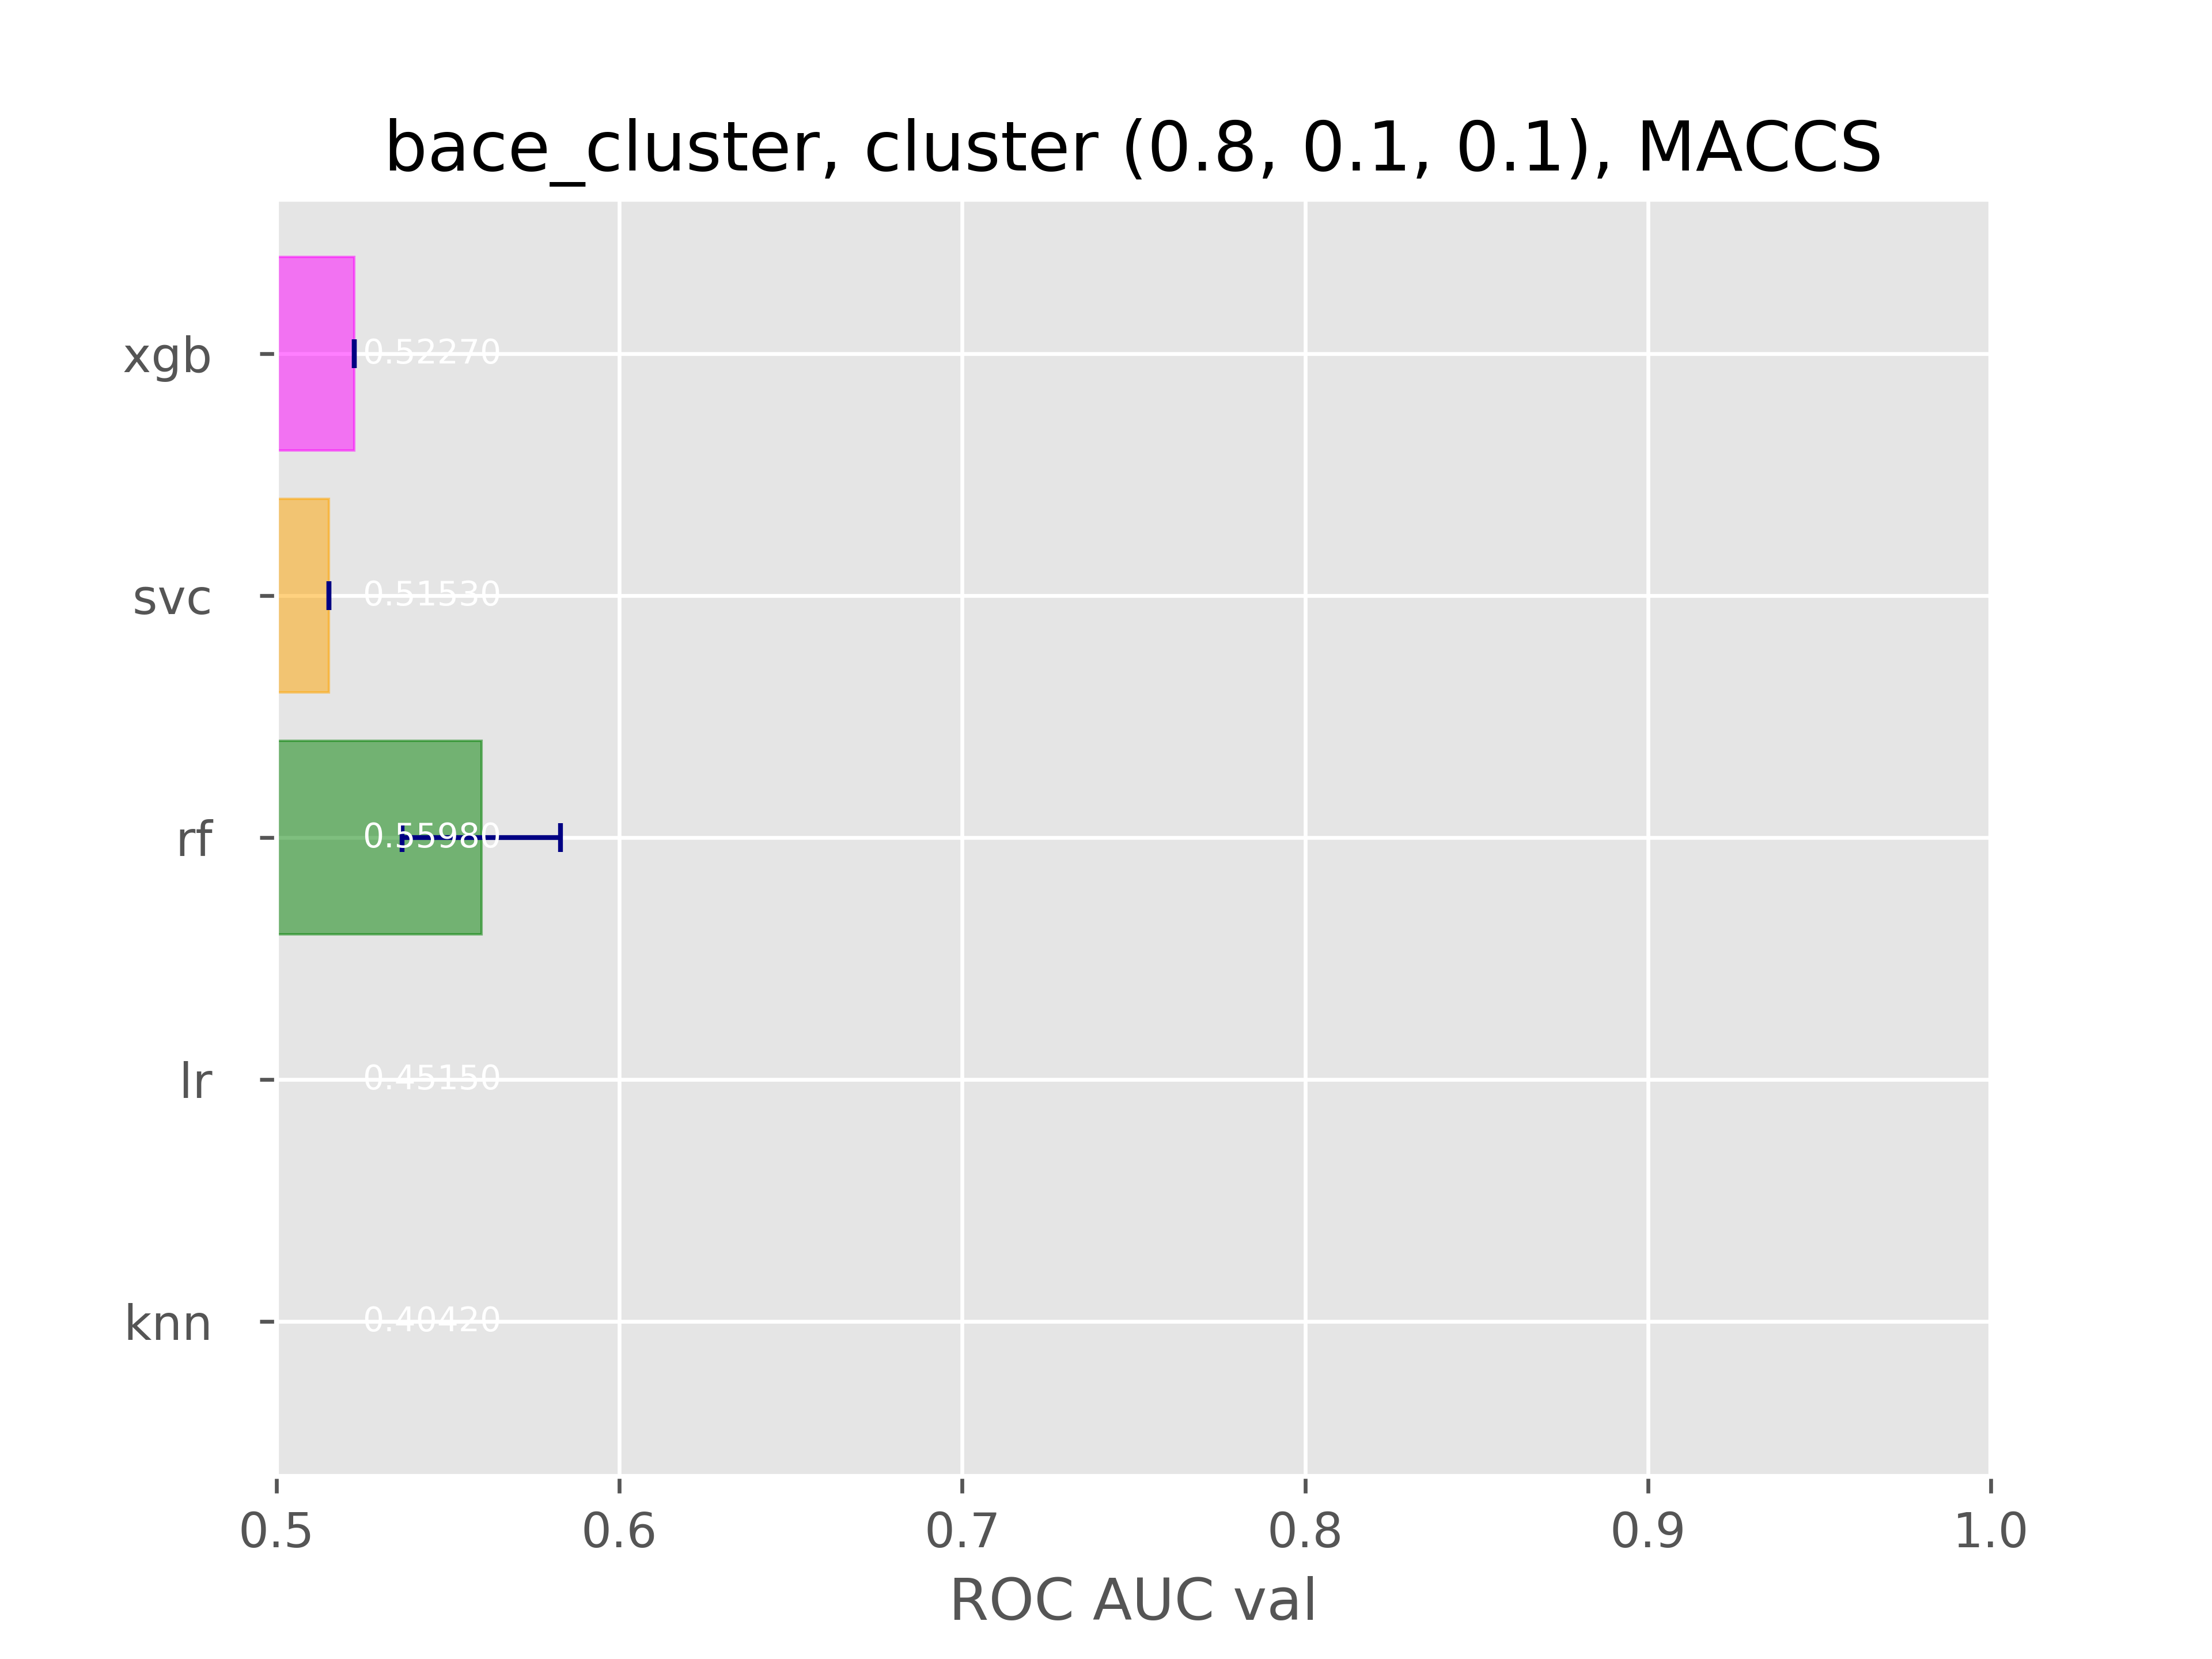 bace_cluster, cluster (0.8, 0.1, 0.1), MACCS
xgb
0.52270
svc
0.51530
rf
0.55980
lr
0.45150
knn
0.40420
0.5 0.6 0.7 0.8 0.9 1.0
ROC AUC val